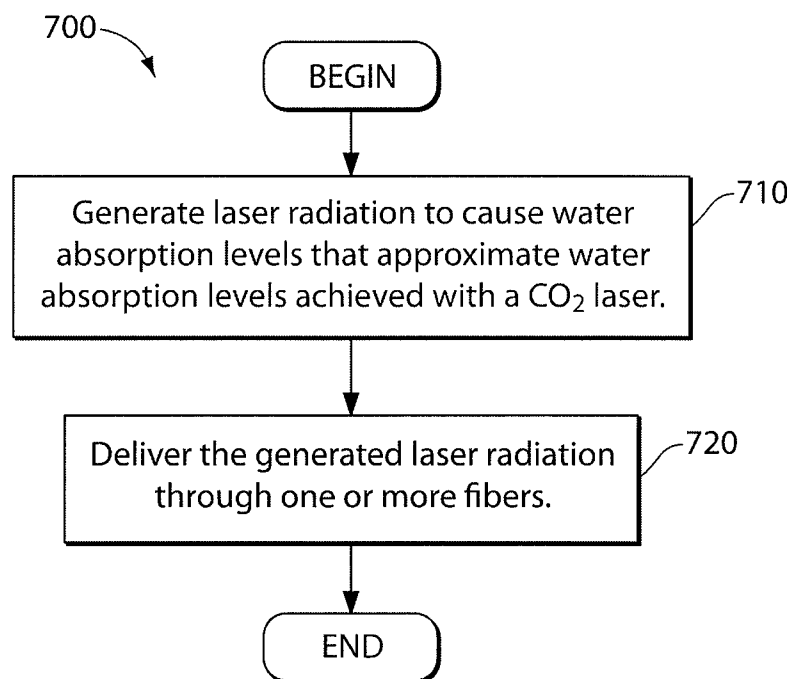 700
BEGIN
Generate laser radiation to cause water
absorption levels that approximate water
absorption levels achieved with a CO₂ laser.
710
Deliver the generated laser radiation
through one or more fibers.
720
END